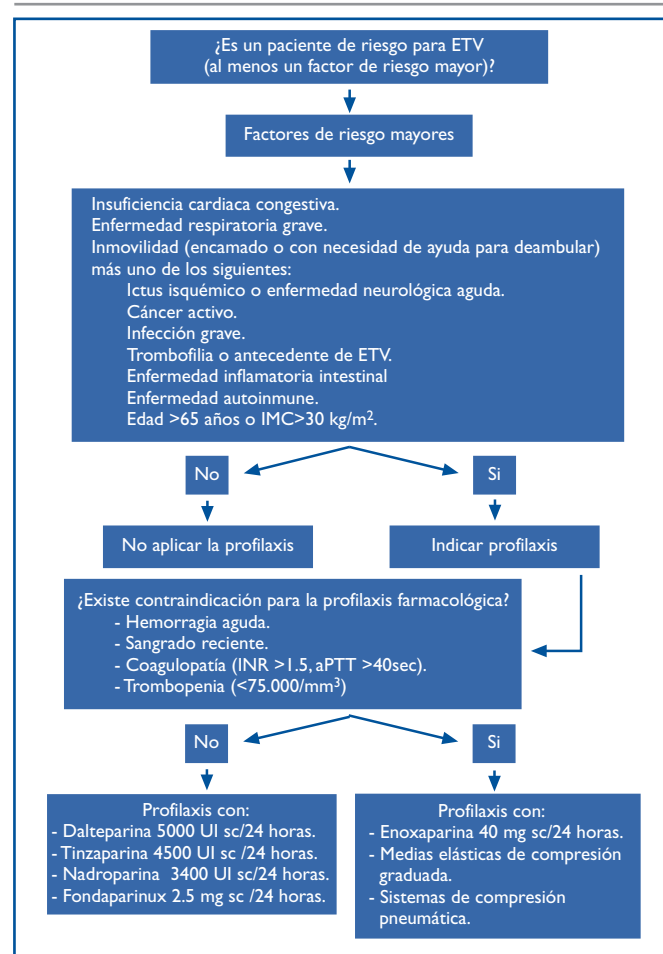 ¿Es un paciente de riesgo para ETV
(al menos un factor de riesgo mayor)?
Factores de riesgo mayores
Insuficiencia cardiaca congestiva.
Enfermedad respiratoria grave.
Inmovilidad (encamado o con necesidad de ayuda para deambular)
más uno de los siguientes:
Ictus isquémico o enfermedad neurológica aguda.
Cáncer activo.
Infección grave.
Trombofilia o antecedente de ETV.
Enfermedad inflamatoria intestinal
Enfermedad autoinmune.
Edad >65 años o IMC>30 kg/m².
No
Si
No aplicar la profilaxis
Indicar profilaxis
¿Existe contraindicación para la profilaxis farmacológica?
- Hemorragia aguda.
- Sangrado reciente.
- Coagulopatía (INR >1.5, aPTT >40sec).
- Trombopenia (<75.000/mm³)
No
Si
Profilaxis con:
- Dalteparina 5000 UI sc/24 horas.
- Tinzaparina 4500 UI sc /24 horas.
- Nadroparina 3400 UI sc/24 horas.
- Fondaparinux 2.5 mg sc /24 horas.
Profilaxis con:
- Enoxaparina 40 mg sc/24 horas.
- Medias elásticas de compresión
graduada.
- Sistemas de compresión
pneumática.